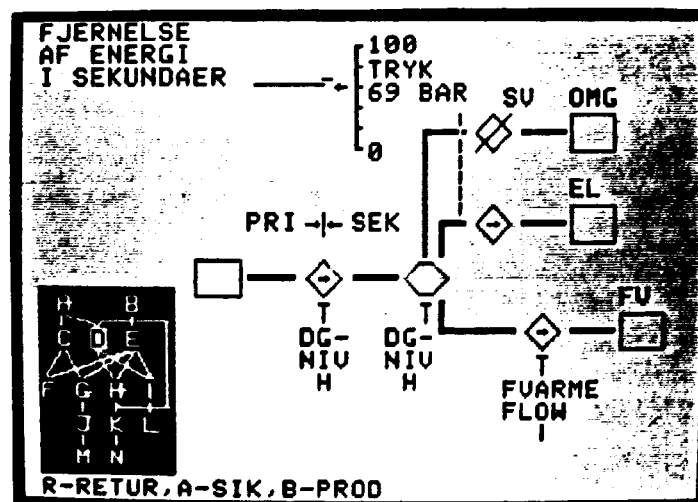 FJERNELSE
AF ENERGI
I SEKUNDAER
100
TRYK
69 BAR
0
SV OMG
EL
PRI SEK
FV
T
DG-
NIV
H
T
DG-
NIV
H
T
FVARME
FLOW
I
A B
C D E
F G H I
J K L
M N
R-RETUR,A-SIK,B-PROD